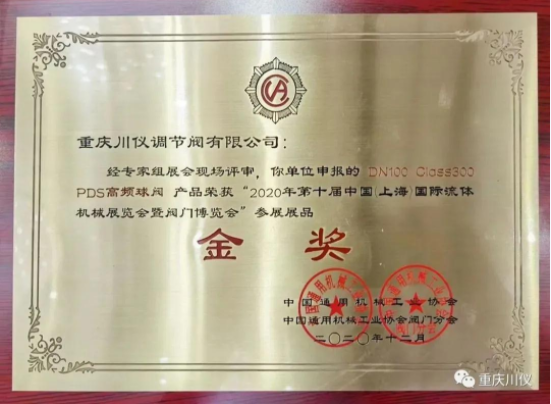 重庆川仪调节阀有限公司：
经专家组展会现场评审，你单位申报的 DN100 Class300
PDS高频球阀 产品荣获“2020年第十届中国(上海)国际流体
机械展览会暨阀门博览会”参展展品
金奖
中国通用机械工业协会
中国通用机械工业协会阀门分会
二〇二〇年十二月
重庆川仪